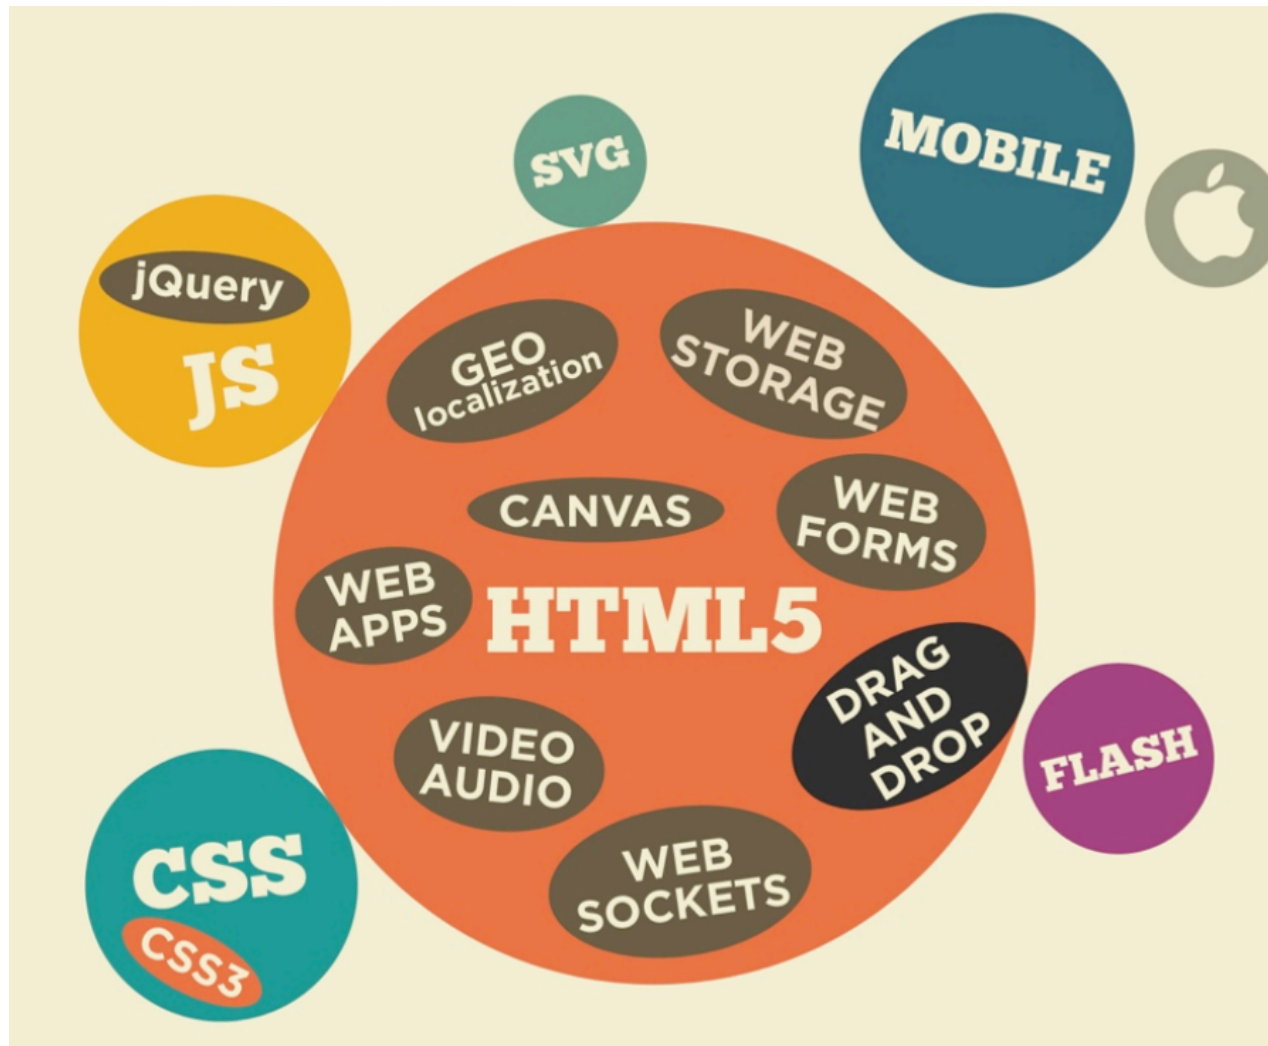 MOBILE
SVG
jQuery
JS
GEO
localization
WEB
STORAGE
CANVAS
WEB
FORMS
WEB
APPS
HTML5
DRAG
AND
DROP
VIDEO
AUDIO
FLASH
WEB
SOCKETS
CSS
CSS3